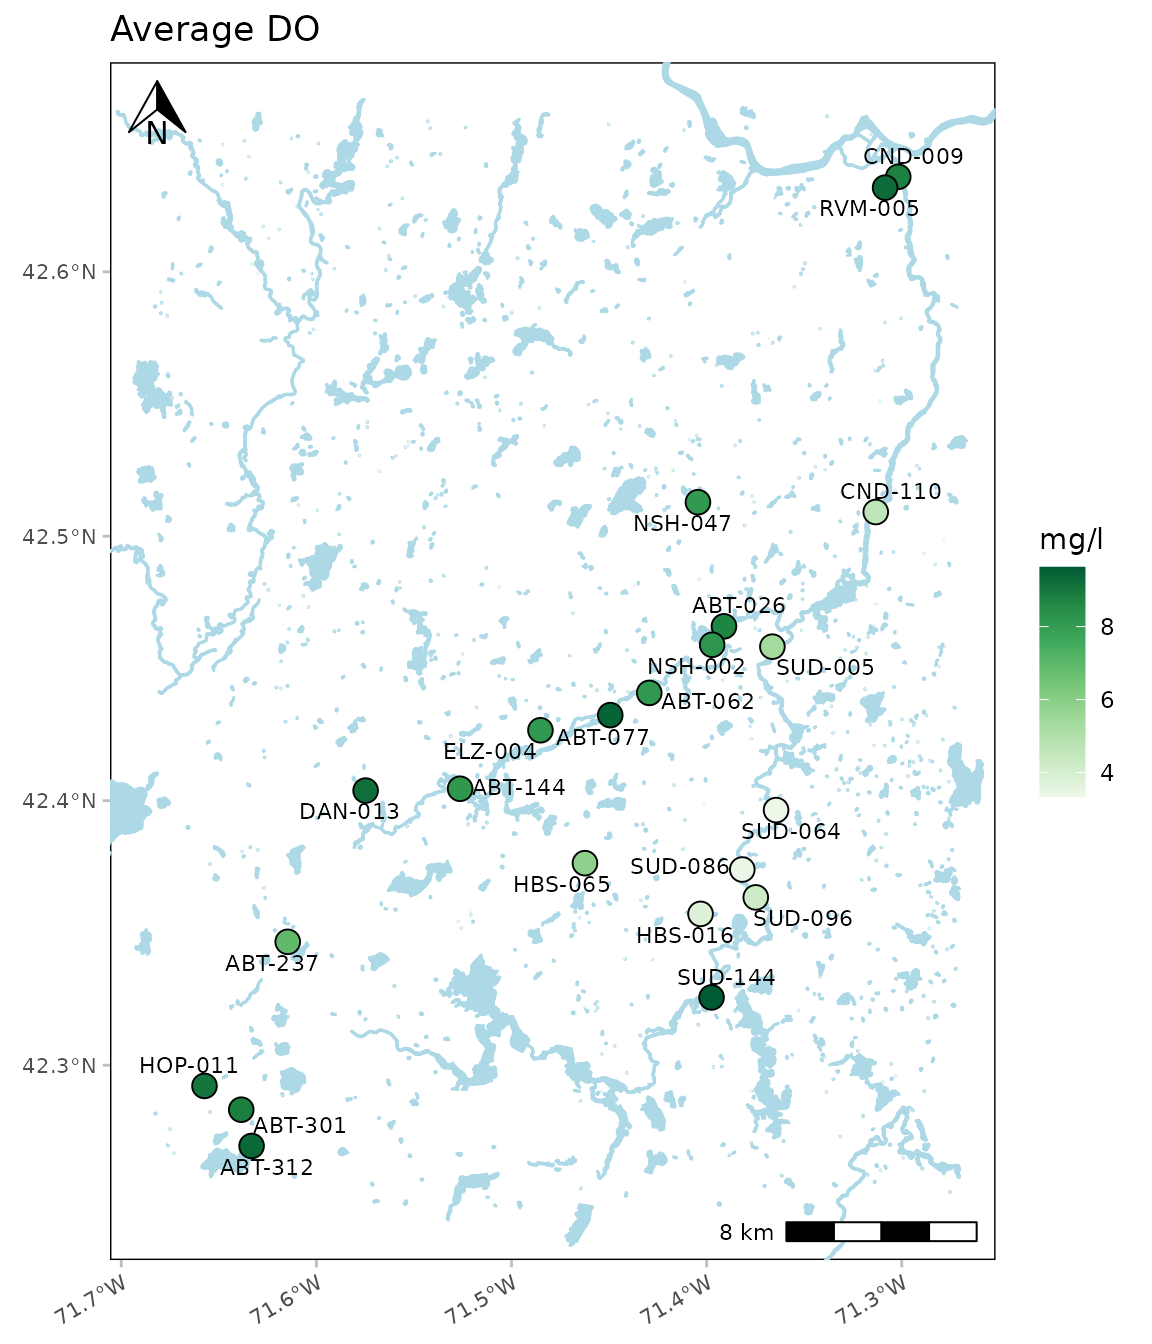 Average DO
N
CND-009
RVM-005
42.6°N
CND-110
NSH-047
42.5°N
mg/l
ABT-026
8
NSH-002
SUD-005
ABT-062
6
ABT-077
ELZ-004
4
ABT-144
42.4°N
DAN-013
SUD-064
SUD-086
HBS-065
SUD-096
HBS-016
ABT-237
SUD-144
HOP-011
42.3°N
ABT-301
ABT-312
8 km
71.7°W
71.6°W
71.5°W
71.4°W
71.3°W